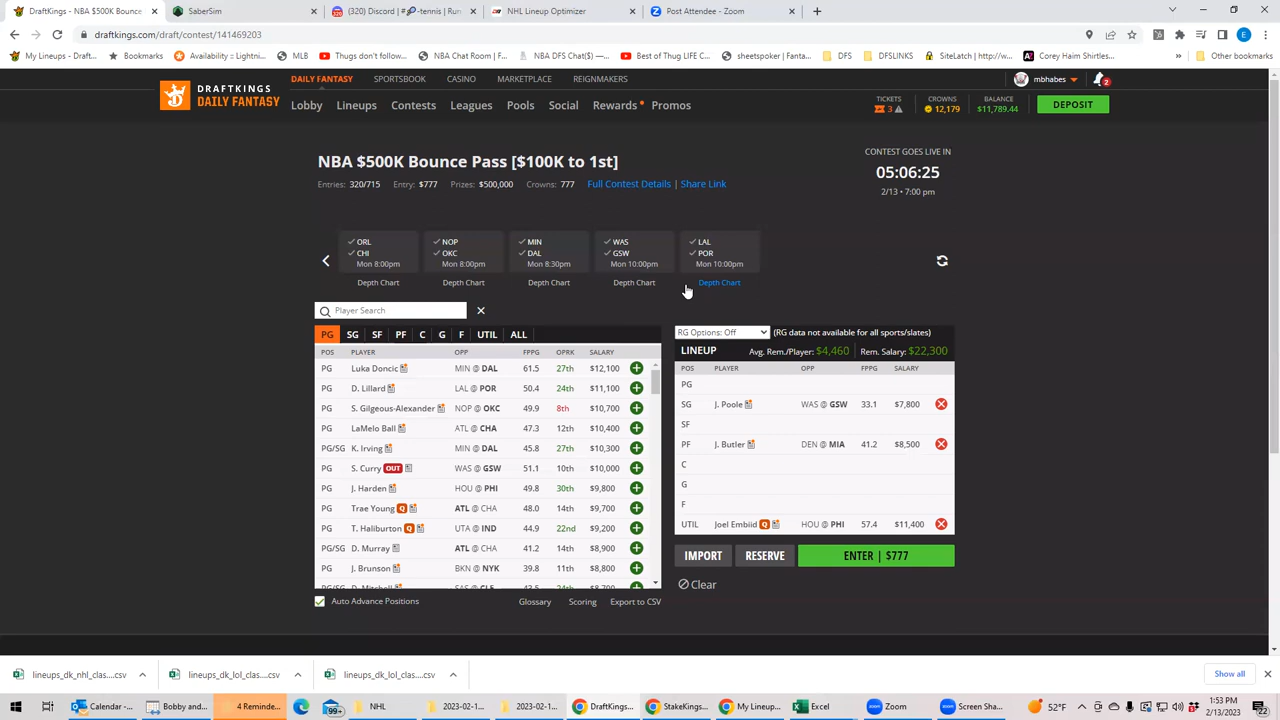 DraftKings - NBA $500K Bounce P
SaberSim
(320) Discord | #🎾-tennis | Run
NHL Lineup Optimizer
Post Attendee - Zoom
draftkings.com/draft/contest/141469203
My Lineups - D...
Bookmarks
Availability :: Lightni...
MLB
Thugs don't follow...
NBA Chat Room | F...
NBA DFS Chat($)—...
Best of Thug LIFE C...
sheetspoker | Fanta...
DFS
DFSLINKS
SiteLatch | http://w...
Corey Haim Shirtles...
Other bookmarks
DAILY FANTASY
SPORTSBOOK
CASINO
MARKETPLACE
REIGNMAKERS
mbhabes
2
DRAFTKINGS
DAILY FANTASY
Lobby
Lineups
Contests
Leagues
Pools
Social
Rewards
Promos
TICKETS
3
CROWNS
12,179
BALANCE
$11,789.44
DEPOSIT
NBA $500K Bounce Pass [$100K to 1st]
Entries: 320/715 Entry: $777 Prizes: $500,000 Crowns: 777 Full Contest Details | Share Link
CONTEST GOES LIVE IN
05:06:25
2/13 • 7:00 pm
ORL
CHI
Mon 8:00pm
Depth Chart
NOP
OKC
Mon 8:00pm
Depth Chart
MIN
DAL
Mon 8:30pm
Depth Chart
WAS
GSW
Mon 10:00pm
Depth Chart
LAL
POR
Mon 10:00pm
Depth Chart
Player Search
PG SG SF PF C G F UTIL ALL
POS PLAYER OPP FPPG OPRK SALARY
PG Luka Doncic MIN @ DAL 61.5 27th $12,100
PG D. Lillard LAL @ POR 50.4 24th $11,100
PG S. Gilgeous-Alexander NOP @ OKC 49.9 8th $10,700
PG LaMelo Ball ATL @ CHA 47.3 12th $10,400
PG/SG K. Irving MIN @ DAL 45.8 27th $10,300
PG S. Curry OUT WAS @ GSW 51.1 10th $10,000
PG J. Harden HOU @ PHI 49.8 30th $9,800
PG Trae Young Q ATL @ CHA 48.0 14th $9,700
PG T. Haliburton Q UTA @ IND 44.9 22nd $9,200
PG/SG D. Murray ATL @ CHA 41.2 14th $8,900
PG J. Brunson BKN @ NYK 39.8 11th $8,800
PG/SG D. Mitchell SAS @ CLE 43.5 24th $8,700
Auto Advance Positions
Glossary
Scoring
Export to CSV
RG Options: Off
(RG data not available for all sports/slates)
LINEUP Avg. Rem./Player: $4,460 Rem. Salary: $22,300
POS PLAYER OPP FPPG SALARY
PG
SG J. Poole WAS @ GSW 33.1 $7,800
SF
PF J. Butler DEN @ MIA 41.2 $8,500
C
G
F
UTIL Joel Embiid Q HOU @ PHI 57.4 $11,400
IMPORT
RESERVE
ENTER | $777
Clear
lineups_dk_nhl_clas....csv
lineups_dk_lol_clas....csv
lineups_dk_lol_clas....csv
Show all
Calendar - ...
Bobby and...
4 Reminde...
99+
NHL
2023-02-1...
2023-02-1...
DraftKings...
StakeKings...
My Lineup...
Excel
Zoom
Screen Sha...
52°F
1:53 PM
2/13/2023
22